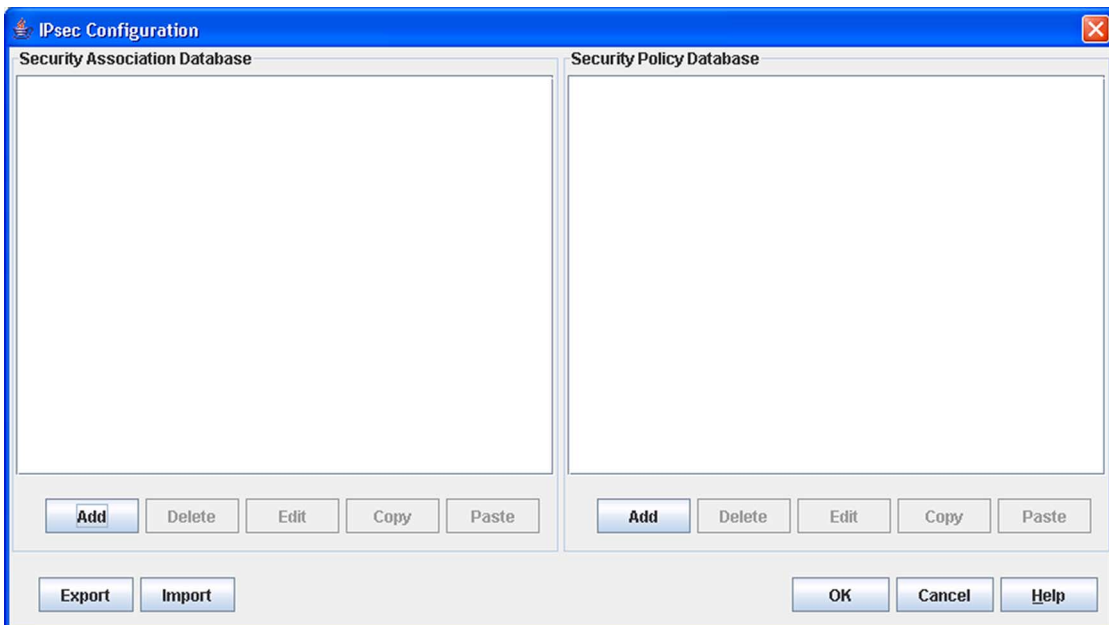 IPsec Configuration
Security Association Database
Security Policy Database
Add Delete Edit Copy Paste
Add Delete Edit Copy Paste
Export Import
OK Cancel Help